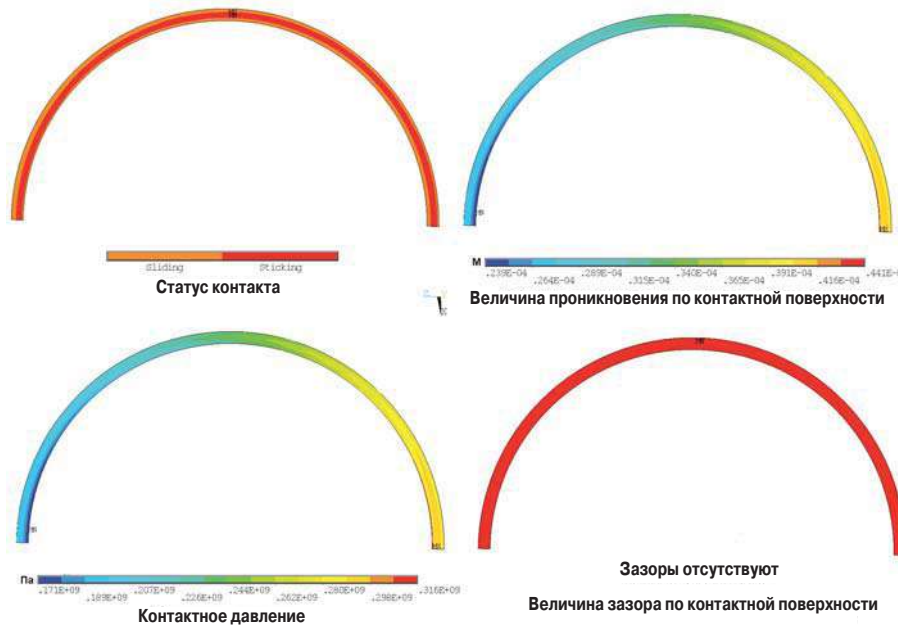 Sliding Sticking
Статус контакта
М .239E-04 .289E-04 .340E-04 .391E-04 .441E-04
.264E-04 .315E-04 .365E-04 .416E-04
Величина проникновения по контактной поверхности
Па .171E+09 .207E+09 .244E+09 .280E+09 .316E+09
.189E+09 .226E+09 .262E+09 .298E+09
Контактное давление
Зазоры отсутствуют
Величина зазора по контактной поверхности